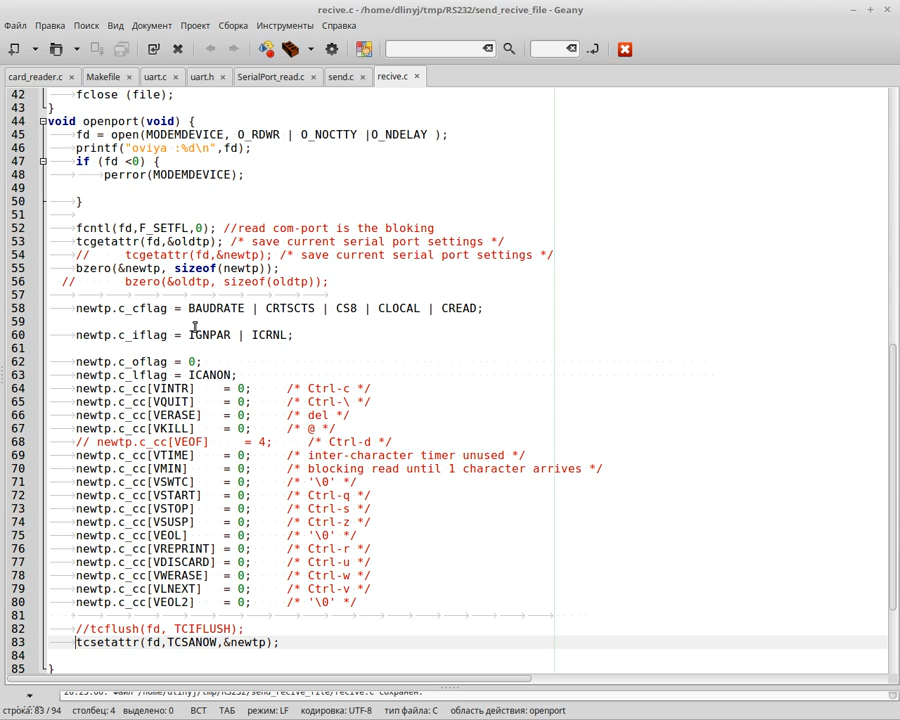 recive.c - /home/dlinyj/tmp/RS232/send_recive_file - Geany
Файл Правка Поиск Вид Документ Проект Сборка Инструменты Справка
card_reader.c Makefile uart.c uart.h SerialPort_read.c send.c recive.c
42 fclose (file);
43 }
44 void openport(void) {
45 fd = open(MODEMDEVICE, O_RDWR | O_NOCTTY |O_NDELAY );
46 printf("oviya :%d\n",fd);
47 if (fd <0) {
48 perror(MODEMDEVICE);
49
50 }
51
52 fcntl(fd,F_SETFL,0); //read com-port is the bloking
53 tcgetattr(fd,&oldtp); /* save current serial port settings */
54 // tcgetattr(fd,&newtp); /* save current serial port settings */
55 bzero(&newtp, sizeof(newtp));
56 // bzero(&oldtp, sizeof(oldtp));
57
58 newtp.c_cflag = BAUDRATE | CRTSCTS | CS8 | CLOCAL | CREAD;
59
60 newtp.c_iflag = IGNPAR | ICRNL;
61
62 newtp.c_oflag = 0;
63 newtp.c_lflag = ICANON;
64 newtp.c_cc[VINTR] = 0; /* Ctrl-c */
65 newtp.c_cc[VQUIT] = 0; /* Ctrl-\ */
66 newtp.c_cc[VERASE] = 0; /* del */
67 newtp.c_cc[VKILL] = 0; /* @ */
68 // newtp.c_cc[VEOF] = 4; /* Ctrl-d */
69 newtp.c_cc[VTIME] = 0; /* inter-character timer unused */
70 newtp.c_cc[VMIN] = 0; /* blocking read until 1 character arrives */
71 newtp.c_cc[VSWTC] = 0; /* '\0' */
72 newtp.c_cc[VSTART] = 0; /* Ctrl-q */
73 newtp.c_cc[VSTOP] = 0; /* Ctrl-s */
74 newtp.c_cc[VSUSP] = 0; /* Ctrl-z */
75 newtp.c_cc[VEOL] = 0; /* '\0' */
76 newtp.c_cc[VREPRINT] = 0; /* Ctrl-r */
77 newtp.c_cc[VDISCARD] = 0; /* Ctrl-u */
78 newtp.c_cc[VWERASE] = 0; /* Ctrl-w */
79 newtp.c_cc[VLNEXT] = 0; /* Ctrl-v */
80 newtp.c_cc[VEOL2] = 0; /* '\0' */
81
82 //tcflush(fd, TCIFLUSH);
83 tcsetattr(fd,TCSANOW,&newtp);
84
85 }
20:25:00: Файл /home/dlinyj/tmp/RS232/send_recive_file/recive.c сохранён.
строка: 83 / 94 столбец: 4 выделено: 0 ВСТ ТАБ режим: LF кодировка: UTF-8 тип файла: C область действия: openport